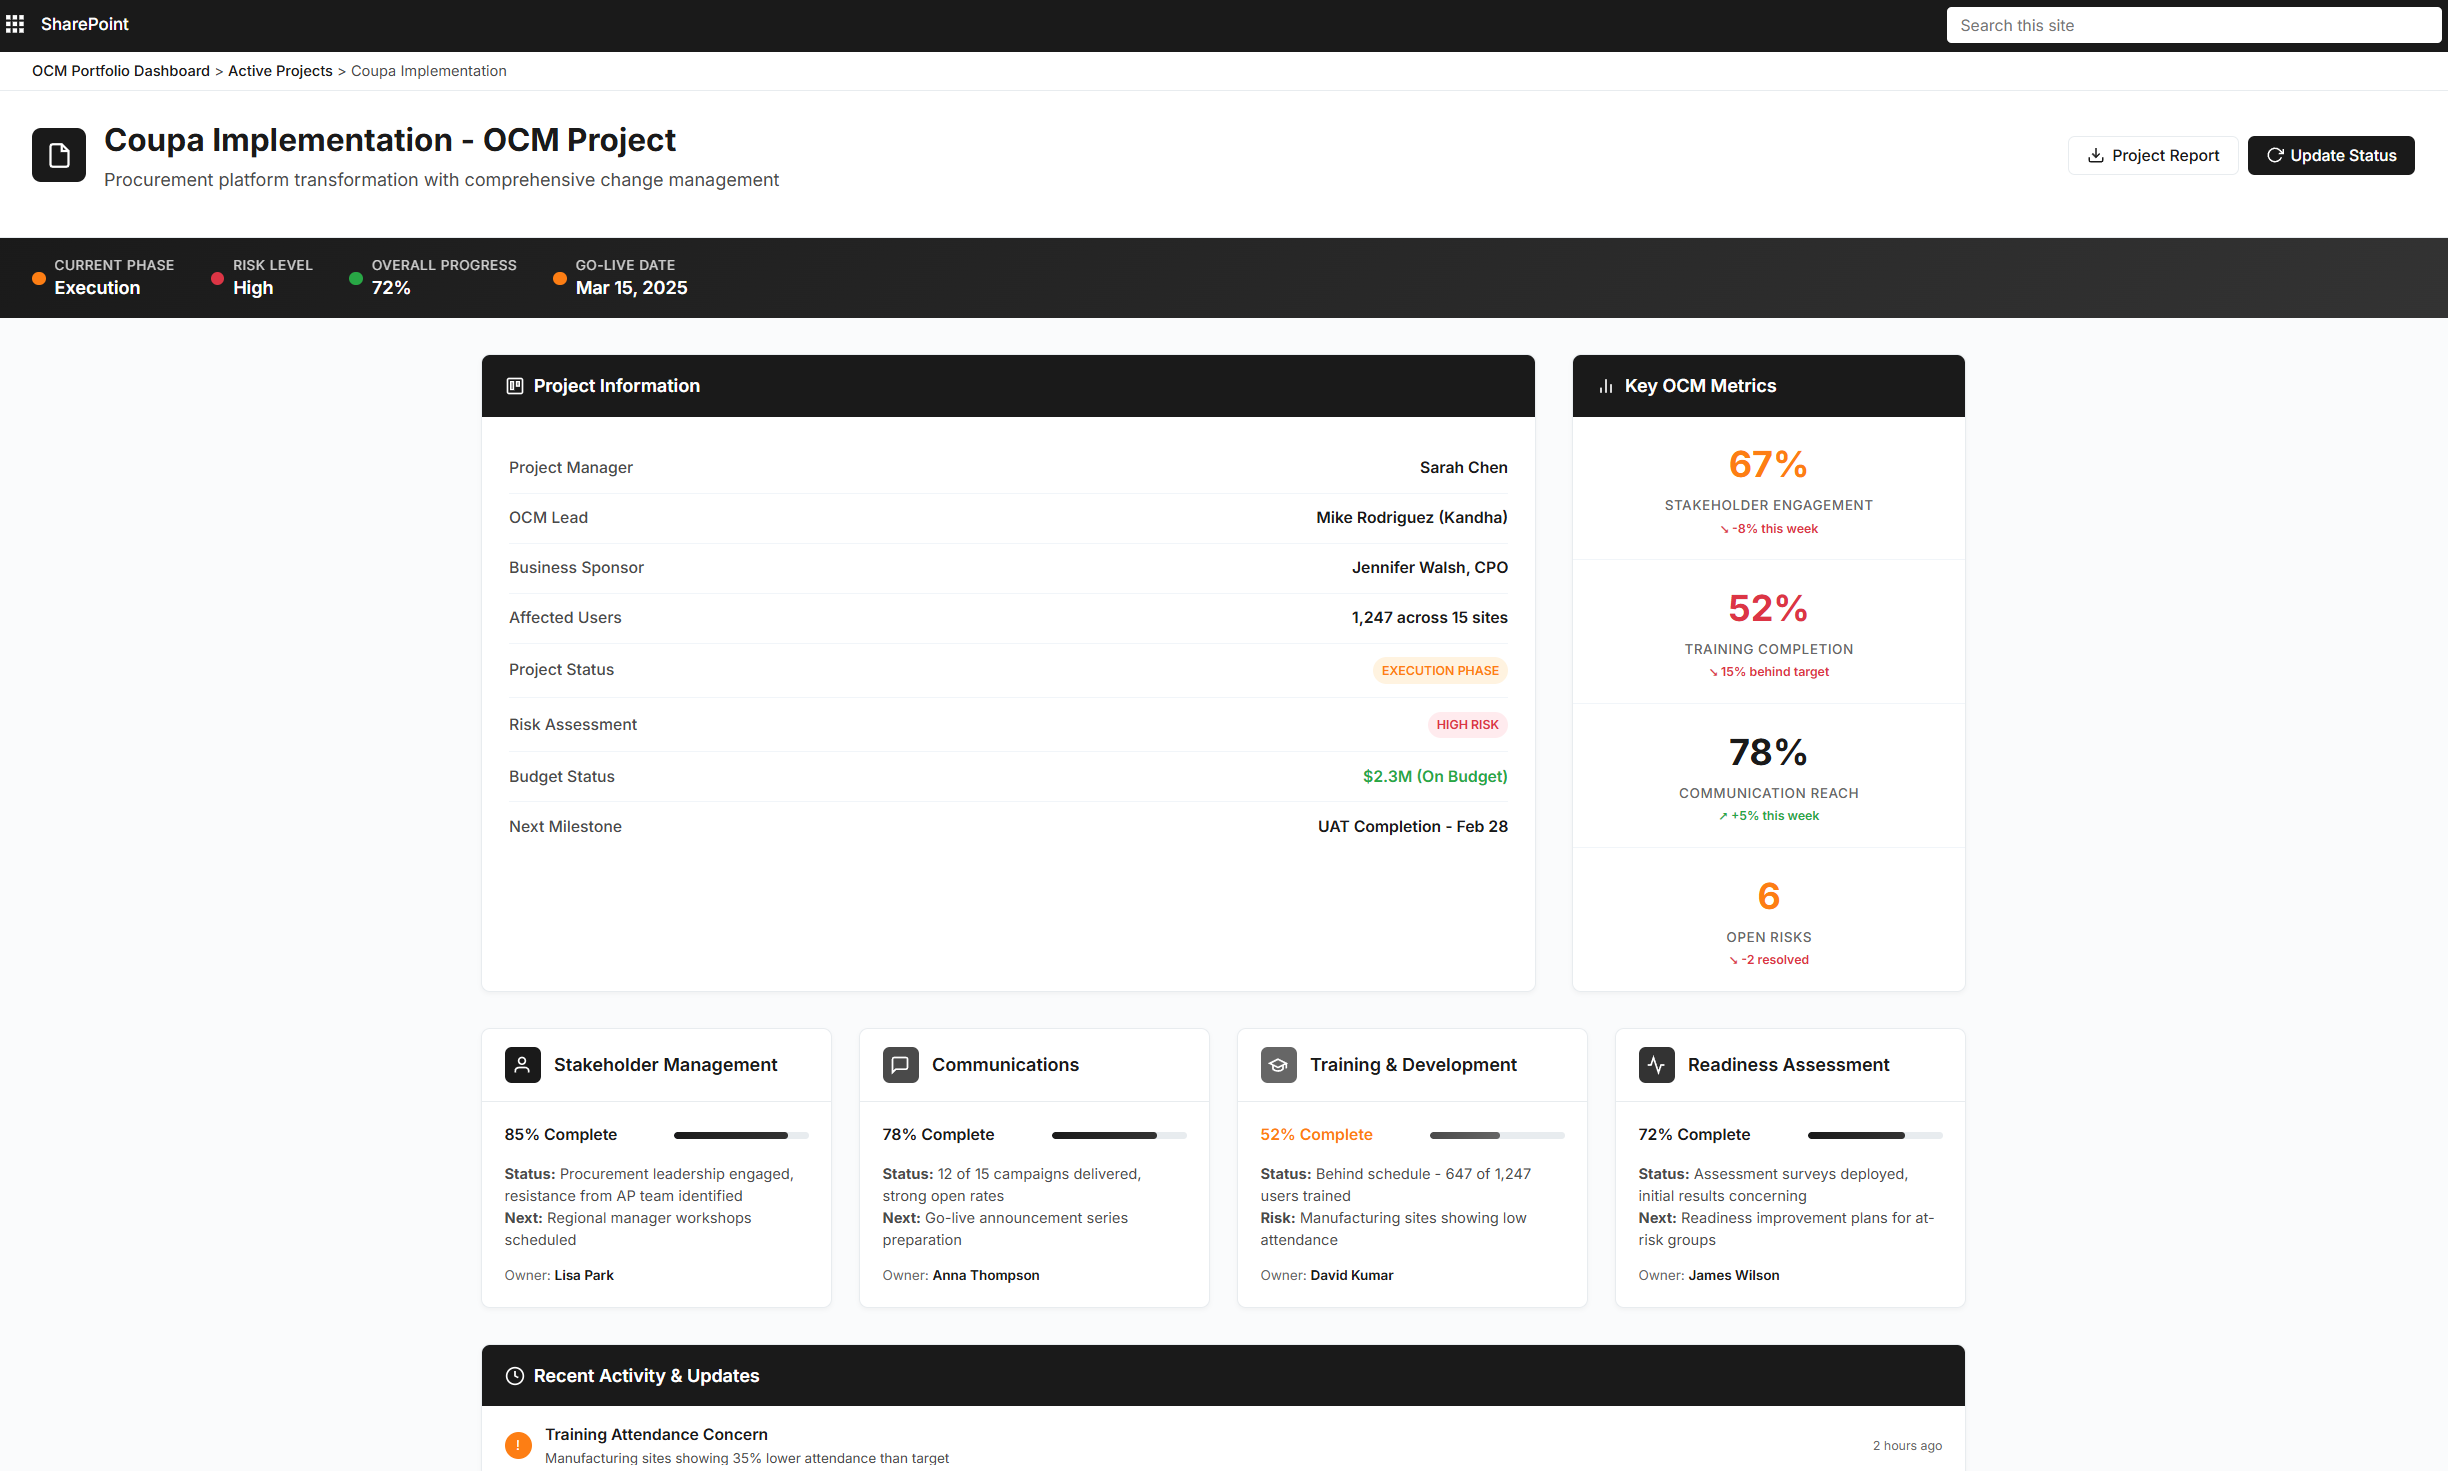 SharePoint
Search this site
OCM Portfolio Dashboard > Active Projects > Coupa Implementation
Coupa Implementation - OCM Project
Procurement platform transformation with comprehensive change management
Project Report
Update Status
CURRENT PHASE
Execution
RISK LEVEL
High
OVERALL PROGRESS
72%
GO-LIVE DATE
Mar 15, 2025
Project Information
Project Manager
Sarah Chen
OCM Lead
Mike Rodriguez (Kandha)
Business Sponsor
Jennifer Walsh, CPO
Affected Users
1,247 across 15 sites
Project Status
EXECUTION PHASE
Risk Assessment
HIGH RISK
Budget Status
$2.3M (On Budget)
Next Milestone
UAT Completion - Feb 28
Key OCM Metrics
67%
STAKEHOLDER ENGAGEMENT
↘ -8% this week
52%
TRAINING COMPLETION
↘ 15% behind target
78%
COMMUNICATION REACH
↗ +5% this week
6
OPEN RISKS
↘ -2 resolved
Stakeholder Management
85% Complete
Status: Procurement leadership engaged,
resistance from AP team identified
Next: Regional manager workshops
scheduled
Owner: Lisa Park
Communications
78% Complete
Status: 12 of 15 campaigns delivered,
strong open rates
Next: Go-live announcement series
preparation
Owner: Anna Thompson
Training & Development
52% Complete
Status: Behind schedule - 647 of 1,247
users trained
Risk: Manufacturing sites showing low
attendance
Owner: David Kumar
Readiness Assessment
72% Complete
Status: Assessment surveys deployed,
initial results concerning
Next: Readiness improvement plans for at-
risk groups
Owner: James Wilson
Recent Activity & Updates
!
Training Attendance Concern
Manufacturing sites showing 35% lower attendance than target
2 hours ago